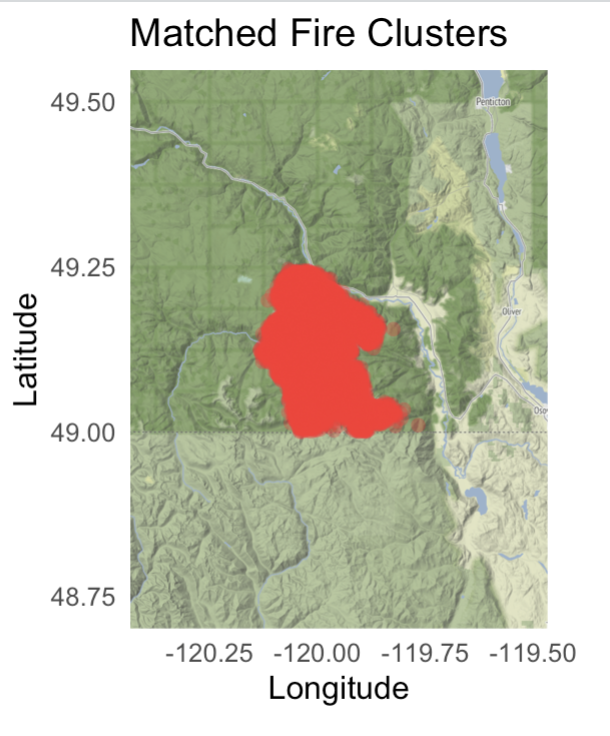 Matched Fire Clusters
49.50
Penticton
49.25
Oliver
Latitude
Oso
49.00
48.75
-120.25 -120.00 -119.75 -119.50
Longitude